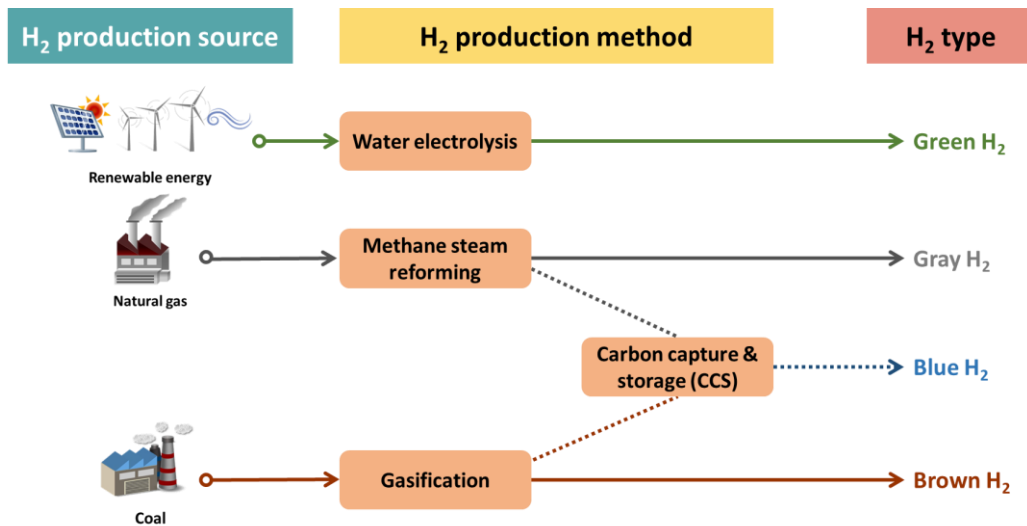 H₂ production source
H₂ production method
H₂ type
Renewable energy
Water electrolysis
Green H₂
Natural gas
Methane steam
reforming
Gray H₂
Carbon capture &
storage (CCS)
Blue H₂
Coal
Gasification
Brown H₂